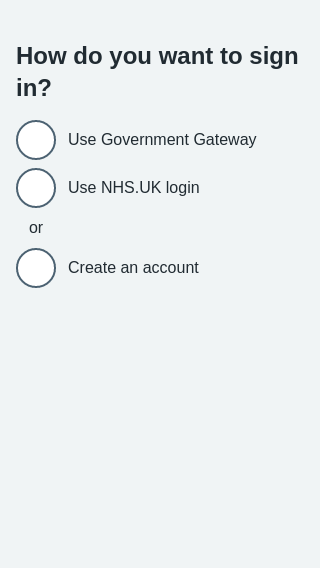 How do you want to sign
in?
Use Government Gateway
Use NHS.UK login
or
Create an account